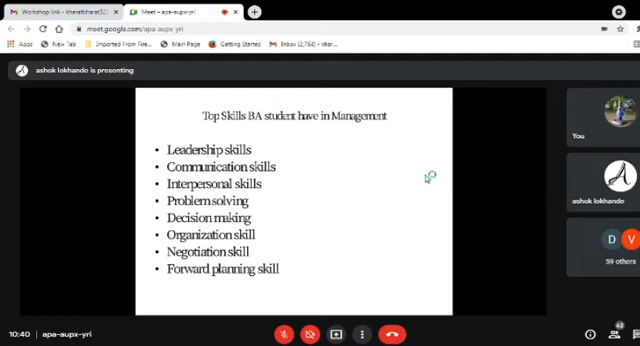 Workshop link - kharatbharat32
Meet – apa-aupx-yri
meet.google.com/apa-aupx-yri
Apps
New Tab
Imported From Fire...
Main Page
Getting Started
Inbox (2,784) - khar...
ashok lokhande is presenting
Top Skills BA student have in Management
• Leadership skills
• Communication skills
• Interpersonal skills
• Problem solving
• Decision making
• Organization skill
• Negotiation skill
• Forward planning skill
You
ashok lokhande
D
V
59 others
10:40
apa-aupx-yri
62